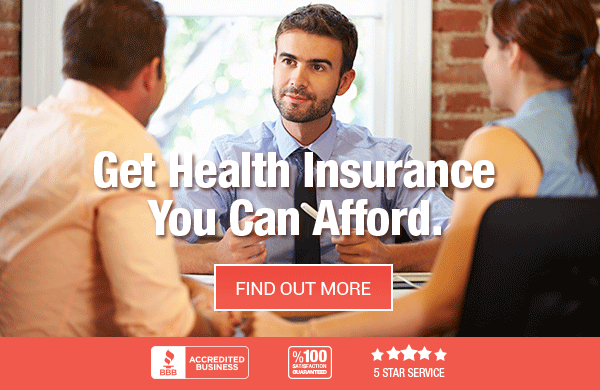 Get Health Insurance
You Can Afford.
FIND OUT MORE
BBB
ACCREDITED
BUSINESS
%100
SATISFACTION
GUARANTEED
5 STAR SERVICE